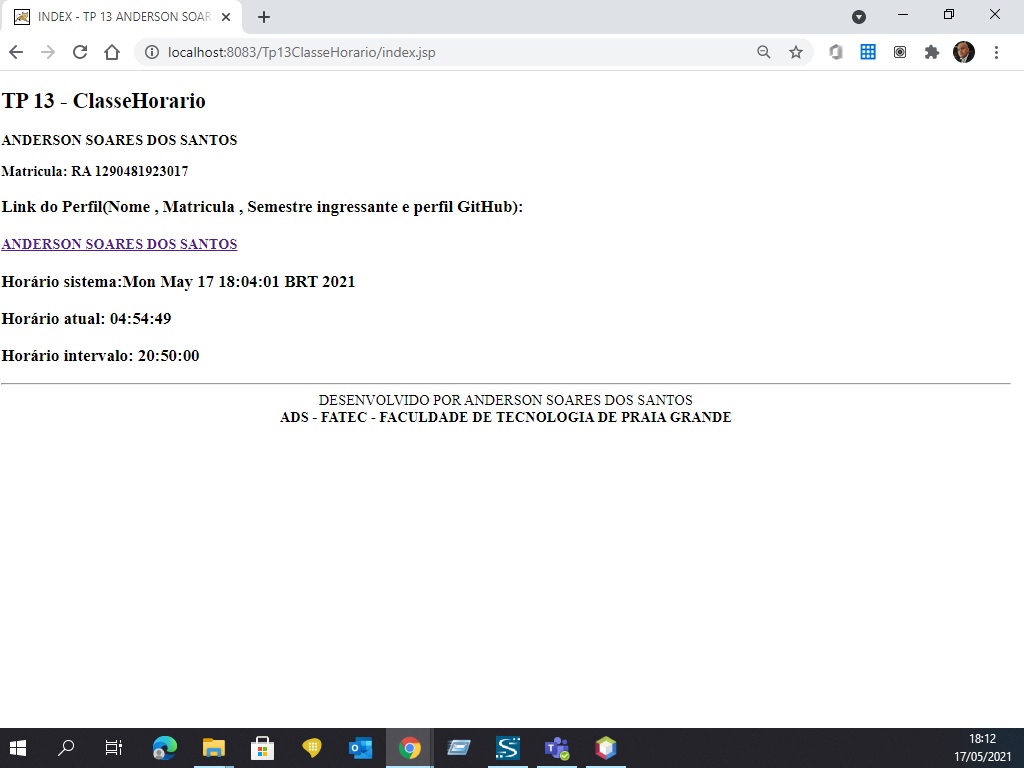 INDEX - TP 13 ANDERSON SOAR
localhost:8083/Tp13ClasseHorario/index.jsp
TP 13 - ClasseHorario
ANDERSON SOARES DOS SANTOS
Matricula: RA 1290481923017
Link do Perfil(Nome , Matricula , Semestre ingressante e perfil GitHub):
ANDERSON SOARES DOS SANTOS
Horário sistema:Mon May 17 18:04:01 BRT 2021
Horário atual: 04:54:49
Horário intervalo: 20:50:00
DESENVOLVIDO POR ANDERSON SOARES DOS SANTOS
ADS - FATEC - FACULDADE DE TECNOLOGIA DE PRAIA GRANDE
18:12
17/05/2021